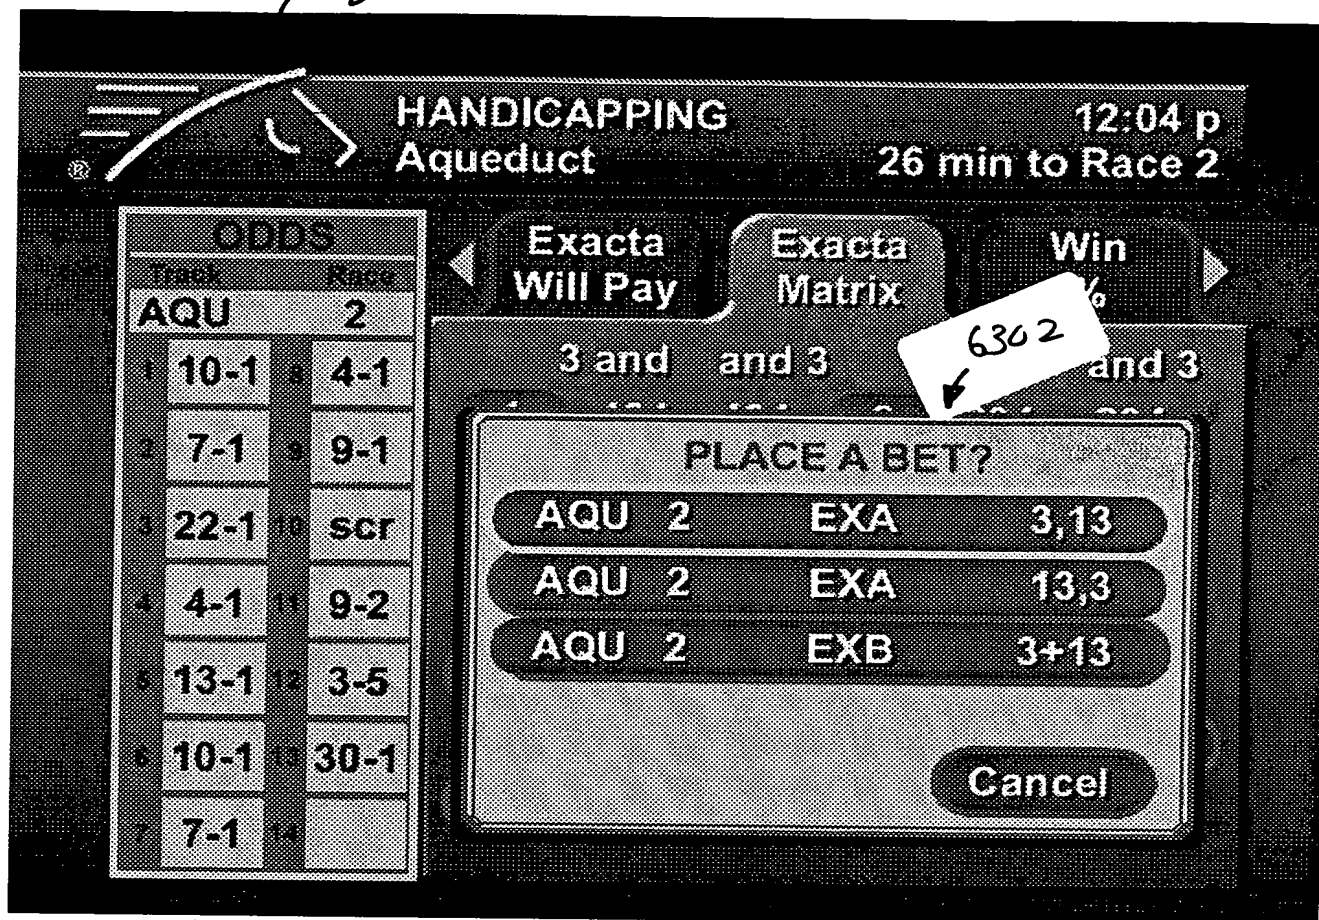 HANDICAPPING
Aqueduct
12:04 p
26 min to Race 2
®
ODDS
Track Race
AQU 2
1 10-1 8 4-1
2 7-1 9 9-1
3 22-1 10 scr
4 4-1 11 9-2
5 13-1 12 3-5
6 10-1 13 30-1
7 7-1 14
Exacta
Will Pay
Exacta
Matrix
Win
%
3 and and 3 and 3
6302
PLACE A BET?
AQU 2 EXA 3,13
AQU 2 EXA 13,3
AQU 2 EXB 3+13
Cancel